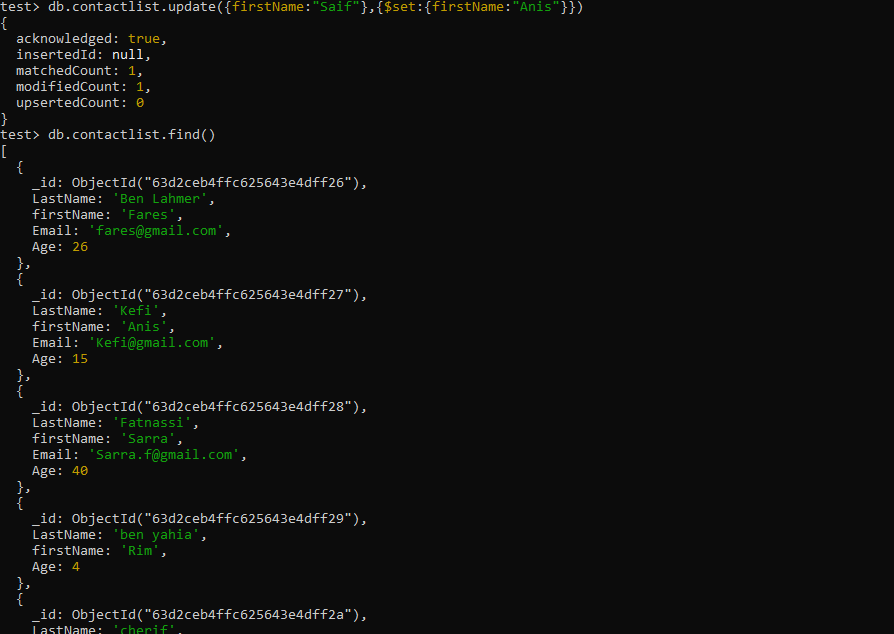 test> db.contactlist.update({firstName:"Saif"},{$set:{firstName:"Anis"}})
{
  acknowledged: true,
  insertedId: null,
  matchedCount: 1,
  modifiedCount: 1,
  upsertedCount: 0
}
test> db.contactlist.find()
[
  {
    _id: ObjectId("63d2ceb4ffc625643e4dff26"),
    LastName: 'Ben Lahmer',
    firstName: 'Fares',
    Email: 'fares@gmail.com',
    Age: 26
  },
  {
    _id: ObjectId("63d2ceb4ffc625643e4dff27"),
    LastName: 'Kefi',
    firstName: 'Anis',
    Email: 'Kefi@gmail.com',
    Age: 15
  },
  {
    _id: ObjectId("63d2ceb4ffc625643e4dff28"),
    LastName: 'Fatnassi',
    firstName: 'Sarra',
    Email: 'Sarra.f@gmail.com',
    Age: 40
  },
  {
    _id: ObjectId("63d2ceb4ffc625643e4dff29"),
    LastName: 'ben yahia',
    firstName: 'Rim',
    Age: 4
  },
  {
    _id: ObjectId("63d2ceb4ffc625643e4dff2a"),
    LastName: 'cherif',